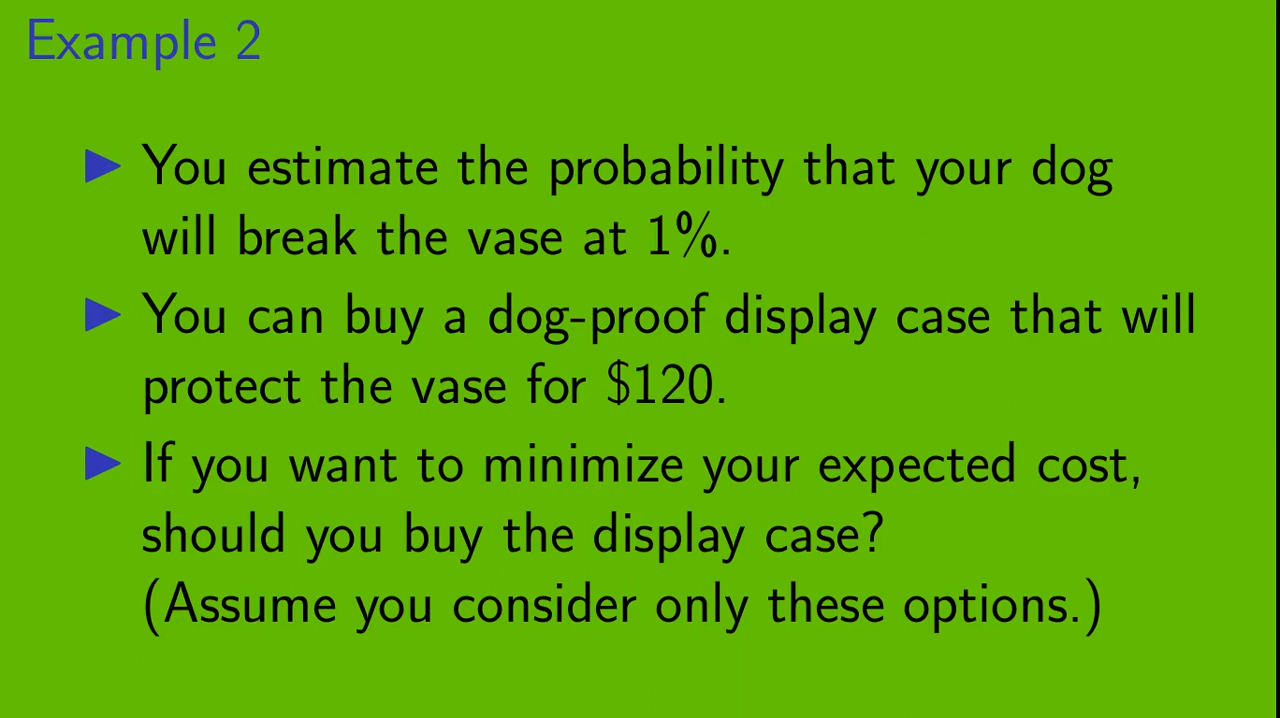 Example 2
▶ You estimate the probability that your dog
will break the vase at 1%.
▶ You can buy a dog-proof display case that will
protect the vase for $120.
▶ If you want to minimize your expected cost,
should you buy the display case?
(Assume you consider only these options.)